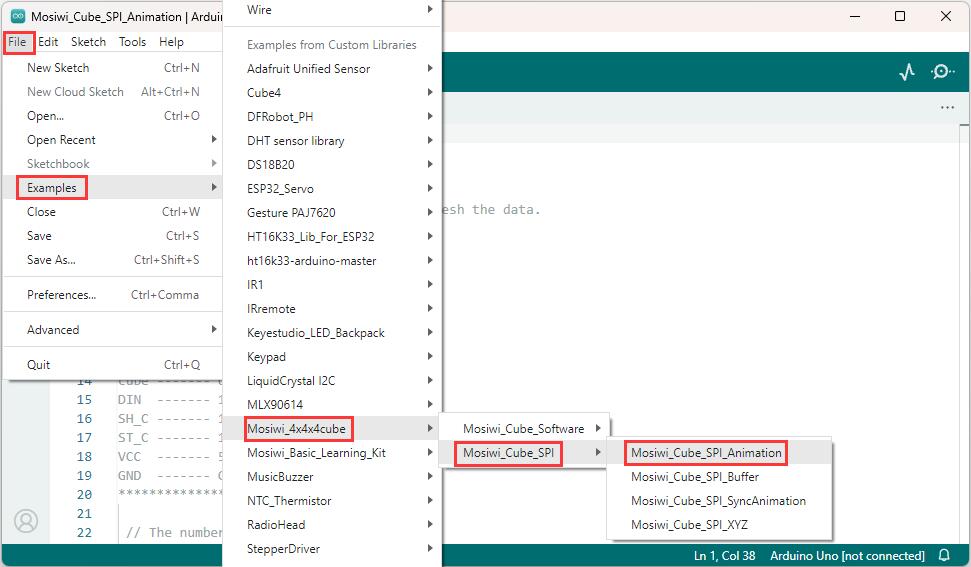 Mosiwi_Cube_SPI_Animation | Ardui
File Edit Sketch Tools Help
New Sketch Ctrl+N
New Cloud Sketch Alt+Ctrl+N
Open... Ctrl+O
Open Recent
Sketchbook
Examples
Close Ctrl+W
Save Ctrl+S
Save As... Ctrl+Shift+S
Preferences... Ctrl+Comma
Advanced
Quit Ctrl+Q
Wire
Examples from Custom Libraries
Adafruit Unified Sensor
Cube4
DFRobot_PH
DHT sensor library
DS18B20
ESP32_Servo
Gesture PAJ7620
HT16K33_Lib_For_ESP32
ht16k33-arduino-master
IR1
IRremote
Keyestudio_LED_Backpack
Keypad
LiquidCrystal I2C
MLX90614
Mosiwi_4x4x4cube
Mosiwi_Basic_Learning_Kit
MusicBuzzer
NTC_Thermistor
RadioHead
StepperDriver
Mosiwi_Cube_Software
Mosiwi_Cube_SPI
Mosiwi_Cube_SPI_Animation
Mosiwi_Cube_SPI_Buffer
Mosiwi_Cube_SPI_SyncAnimation
Mosiwi_Cube_SPI_XYZ
esh the data.
14 cube -------
15 DIN ------- 1
16 SH_C ------- 1
17 ST_C ------- 1
18 VCC ------- 5
19 GND ------- G
20 ***************
21
22 // The number
Ln 1, Col 38 Arduino Uno [not connected]